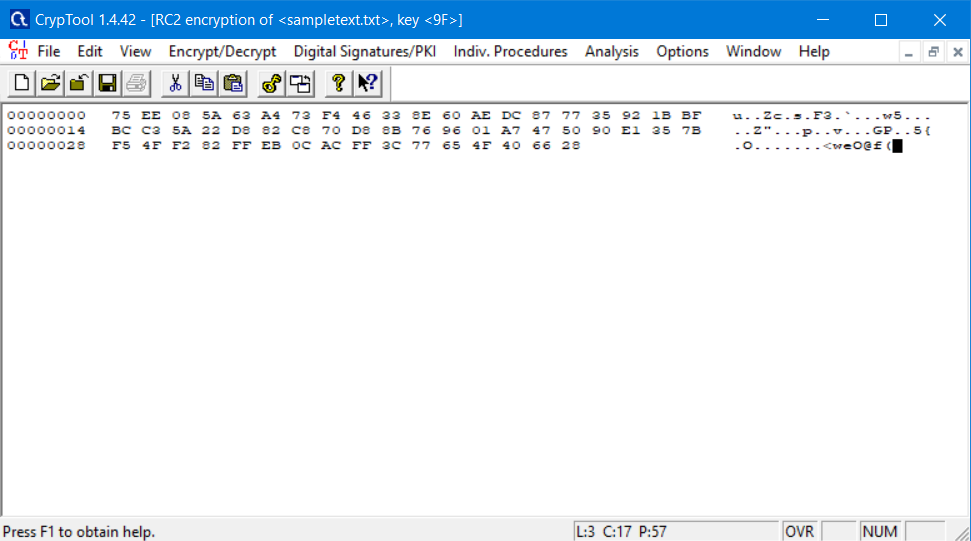 CrypTool 1.4.42 - [RC2 encryption of <sampletext.txt>, key <9F>]
File Edit View Encrypt/Decrypt Digital Signatures/PKI Indiv. Procedures Analysis Options Window Help
00000000 75 EE 08 5A 63 A4 73 F4 46 33 8E 60 AE DC 87 77 35 92 1B BF u..Zc.s.F3.`...w5...
00000014 BC C3 5A 22 D8 82 C8 70 D8 8B 76 96 01 A7 47 50 90 E1 35 7B ..Z"...p..v...GP..5{
00000028 F5 4F F2 82 FF EB 0C AC FF 3C 77 65 4F 40 66 28 .O.......<weO@f(
Press F1 to obtain help. L:3 C:17 P:57 OVR NUM